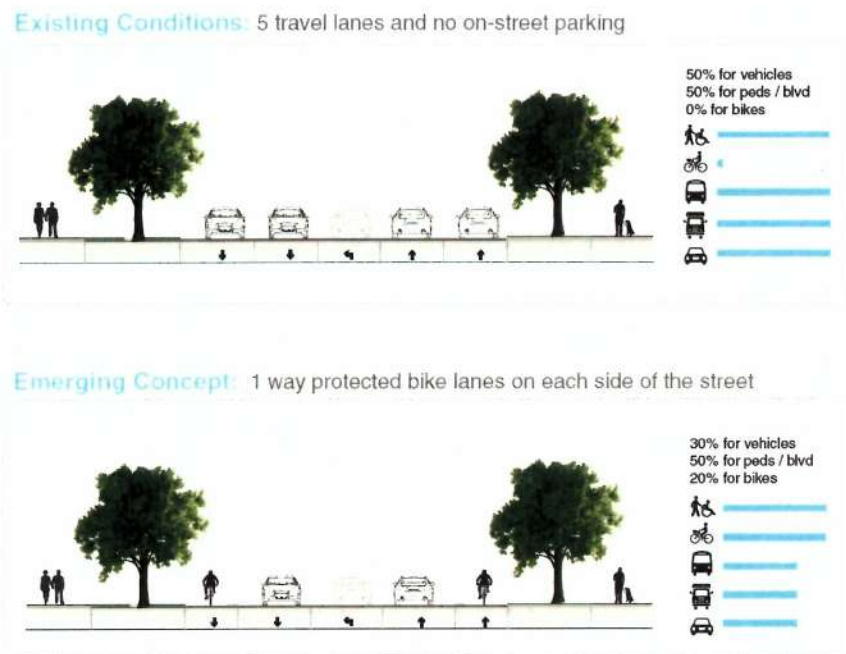 Existing Conditions: 5 travel lanes and no on-street parking
50% for vehicles
50% for peds / blvd
0% for bikes
Emerging Concept: 1 way protected bike lanes on each side of the street
30% for vehicles
50% for peds / blvd
20% for bikes